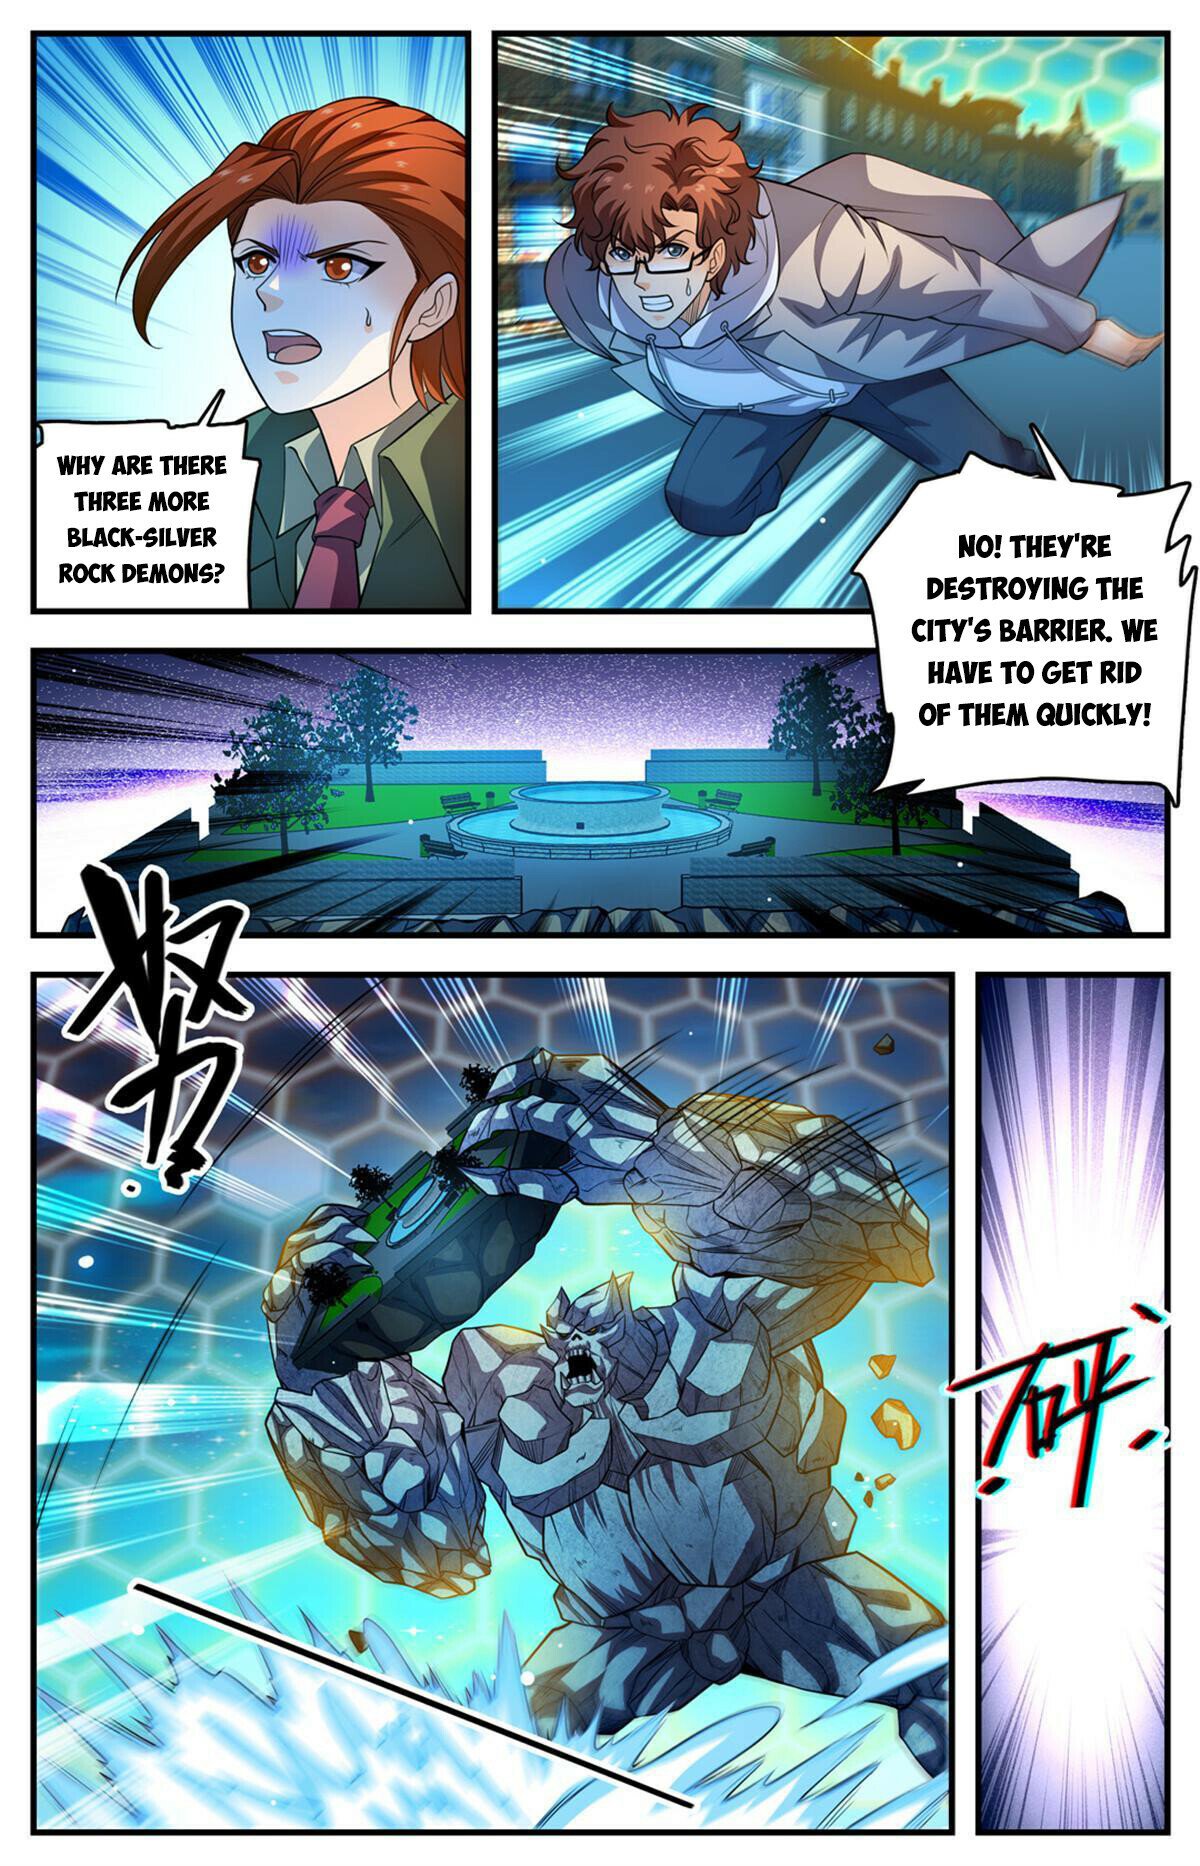 WHY ARE THERE
THREE MORE
BLACK-SILVER
ROCK DEMONS?
NO! THEY'RE
DESTROYING THE
CITY'S BARRIER. WE
HAVE TO GET RID
OF THEM QUICKLY!
砰